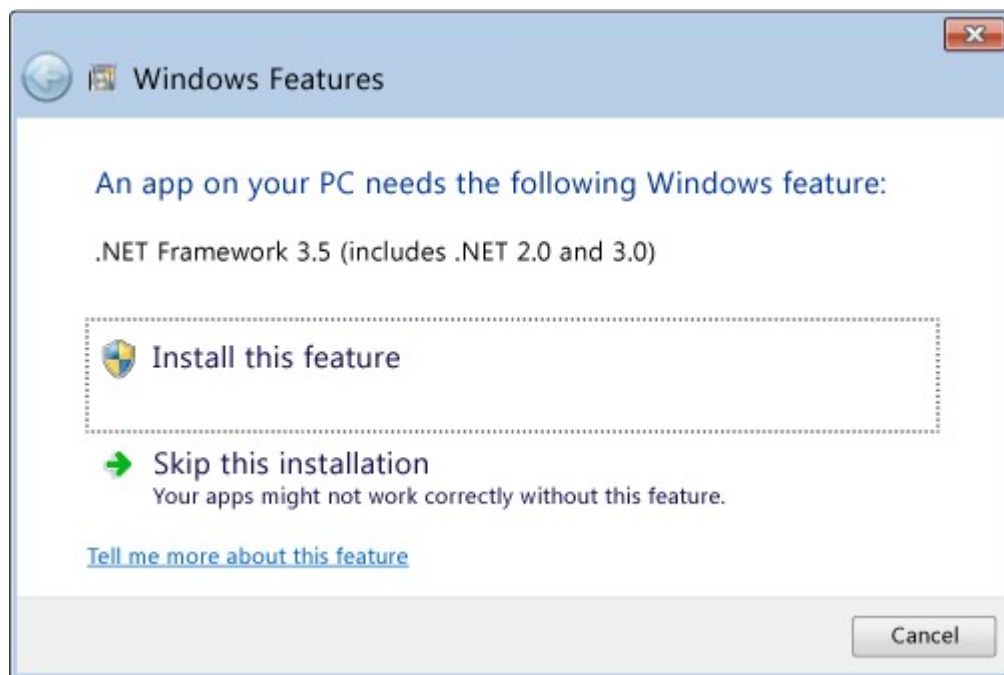 Windows Features
An app on your PC needs the following Windows feature:
.NET Framework 3.5 (includes .NET 2.0 and 3.0)
Install this feature
Skip this installation
Your apps might not work correctly without this feature.
Tell me more about this feature
Cancel